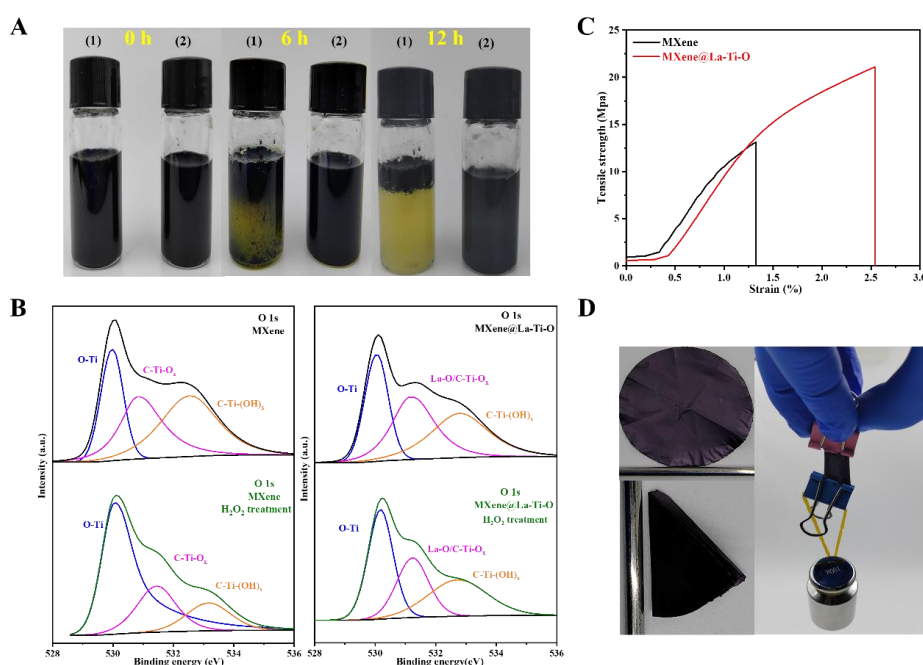 A
(1) 0 h (2) (1) 6 h (2) (1) 12 h (2)
B
O 1s
MXene
O-Ti
C-Ti-Oₓ
C-Ti-(OH)ₓ
O 1s
MXene
H₂O₂ treatment
O-Ti
C-Ti-Oₓ
C-Ti-(OH)ₓ
Intensity (a.u.)
528 530 532 534 536
Binding energy (eV)
O 1s
MXene@La-Ti-O
O-Ti
La-O/C-Ti-Oₓ
C-Ti-(OH)ₓ
O 1s
MXene@La-Ti-O
H₂O₂ treatment
O-Ti
La-O/C-Ti-Oₓ
C-Ti-(OH)ₓ
Intensity (a.u.)
528 530 532 534 536
Binding energy(eV)
C
MXene
MXene@La-Ti-O
25
20
15
10
5
0
Tensile strength (Mpa)
0.0 0.5 1.0 1.5 2.0 2.5 3.0
Strain (%)
D